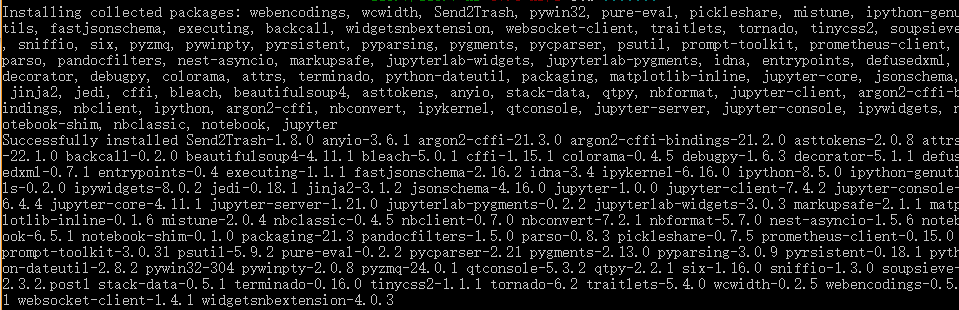 Installing collected packages: webencodings, wcwidth, Send2Trash, pywin32, pure-eval, pickleshare, mistune, ipython-genu
tils, fastjsonschema, executing, backcall, widgetsnbextension, websocket-client, traitlets, tornado, tinycss2, soupsieve
, sniffio, six, pyzmq, pywinpty, pyrsistent, pyparsing, pygments, pycparser, psutil, prompt-toolkit, prometheus-client,
parso, pandocfilters, nest-asyncio, markupsafe, jupyterlab-widgets, jupyterlab-pygments, idna, entrypoints, defusedxml,
decorator, debugpy, colorama, attrs, terminado, python-dateutil, packaging, matplotlib-inline, jupyter-core, jsonschema,
jinja2, jedi, cffi, bleach, beautifulsoup4, asttokens, anyio, stack-data, qtpy, nbformat, jupyter-client, argon2-cffi-b
indings, nbclient, ipython, argon2-cffi, nbconvert, ipykernel, qtconsole, jupyter-server, jupyter-console, ipywidgets, n
otebook-shim, nbclassic, notebook, jupyter
Successfully installed Send2Trash-1.8.0 anyio-3.6.1 argon2-cffi-21.3.0 argon2-cffi-bindings-21.2.0 asttokens-2.0.8 attrs
-22.1.0 backcall-0.2.0 beautifulsoup4-4.11.1 bleach-5.0.1 cffi-1.15.1 colorama-0.4.5 debugpy-1.6.3 decorator-5.1.1 defus
edxml-0.7.1 entrypoints-0.4 executing-1.1.1 fastjsonschema-2.16.2 idna-3.4 ipykernel-6.16.0 ipython-8.5.0 ipython-genuti
ls-0.2.0 ipywidgets-8.0.2 jedi-0.18.1 jinja2-3.1.2 jsonschema-4.16.0 jupyter-1.0.0 jupyter-client-7.4.2 jupyter-console-
6.4.4 jupyter-core-4.11.1 jupyter-server-1.21.0 jupyterlab-pygments-0.2.2 jupyterlab-widgets-3.0.3 markupsafe-2.1.1 matp
lotlib-inline-0.1.6 mistune-2.0.4 nbclassic-0.4.5 nbclient-0.7.0 nbconvert-7.2.1 nbformat-5.7.0 nest-asyncio-1.5.6 noteb
ook-6.5.1 notebook-shim-0.1.0 packaging-21.3 pandocfilters-1.5.0 parso-0.8.3 pickleshare-0.7.5 prometheus-client-0.15.0
prompt-toolkit-3.0.31 psutil-5.9.2 pure-eval-0.2.2 pycparser-2.21 pygments-2.13.0 pyparsing-3.0.9 pyrsistent-0.18.1 pyth
on-dateutil-2.8.2 pywin32-304 pywinpty-2.0.8 pyzmq-24.0.1 qtconsole-5.3.2 qtpy-2.2.1 six-1.16.0 sniffio-1.3.0 soupsieve-
2.3.2.post1 stack-data-0.5.1 terminado-0.16.0 tinycss2-1.1.1 tornado-6.2 traitlets-5.4.0 wcwidth-0.2.5 webencodings-0.5.
1 websocket-client-1.4.1 widgetsnbextension-4.0.3